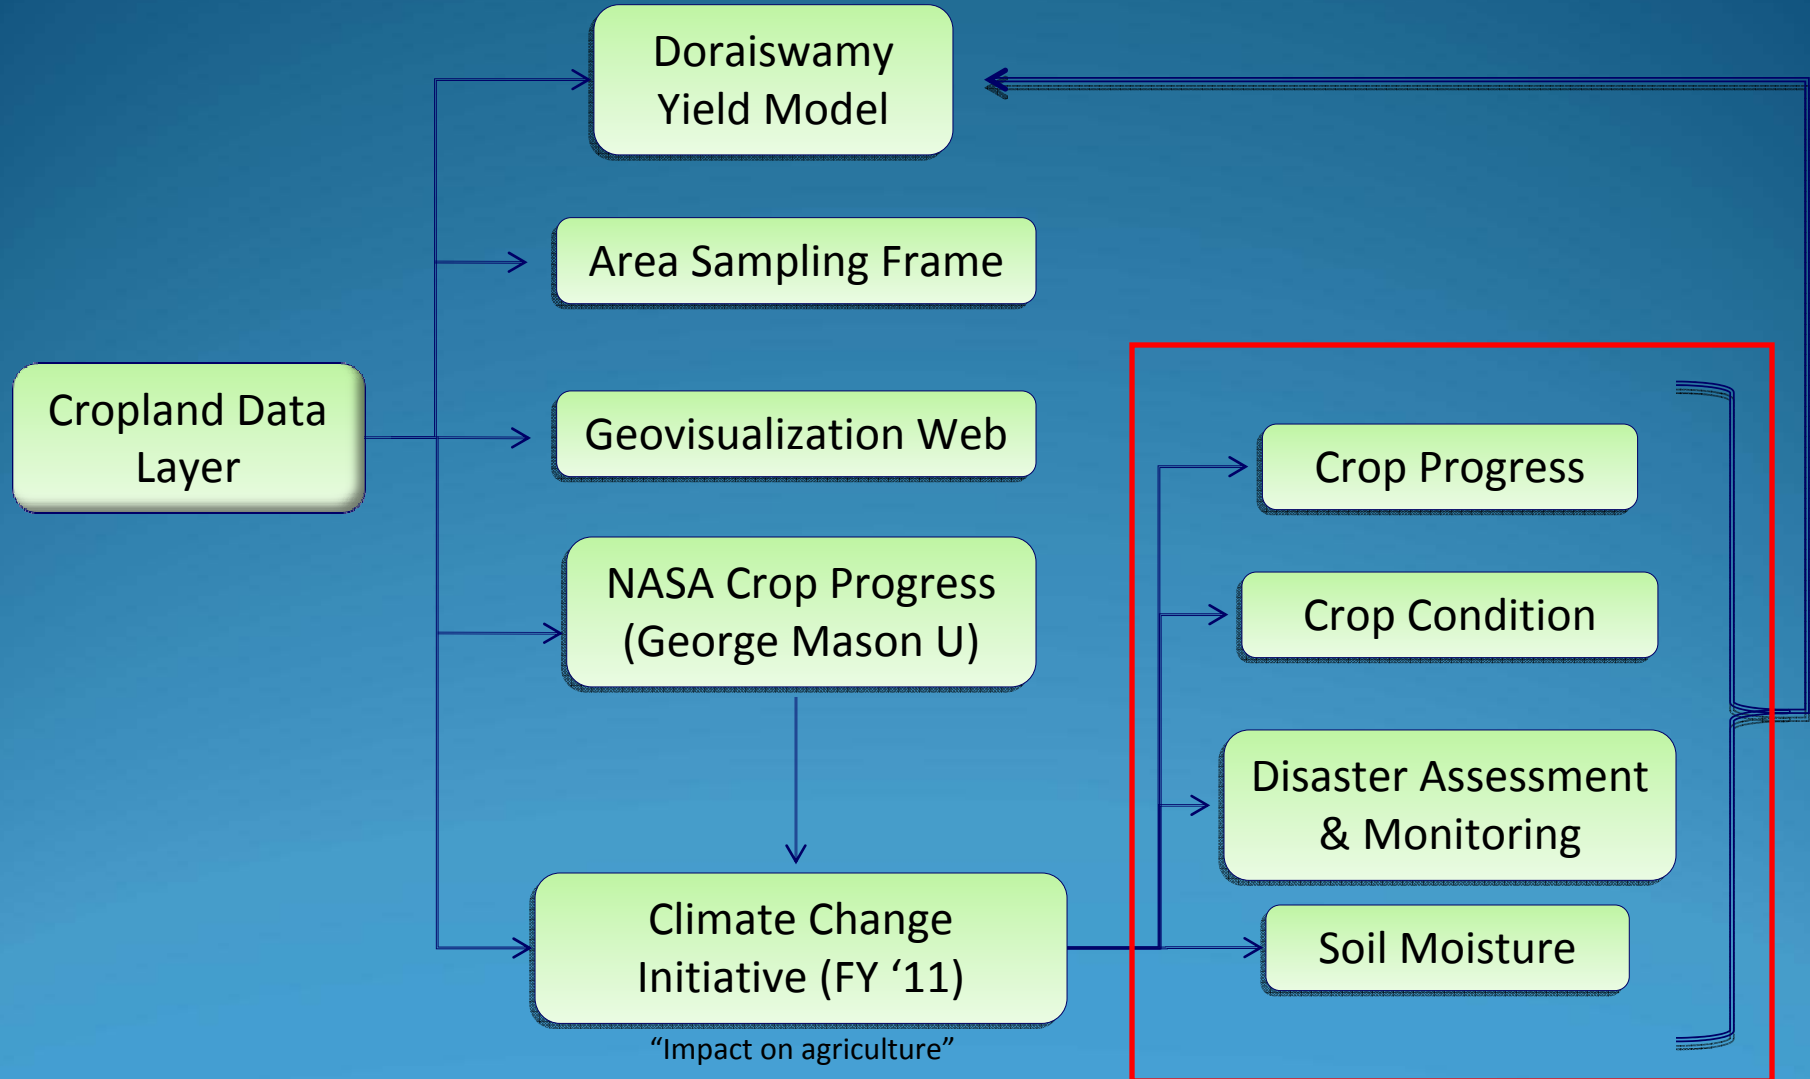 Doraiswamy
Yield Model
Area Sampling Frame
Cropland Data
Layer
Geovisualization Web
NASA Crop Progress
(George Mason U)
Climate Change
Initiative (FY ‘11)
“Impact on agriculture”
Crop Progress
Crop Condition
Disaster Assessment
& Monitoring
Soil Moisture